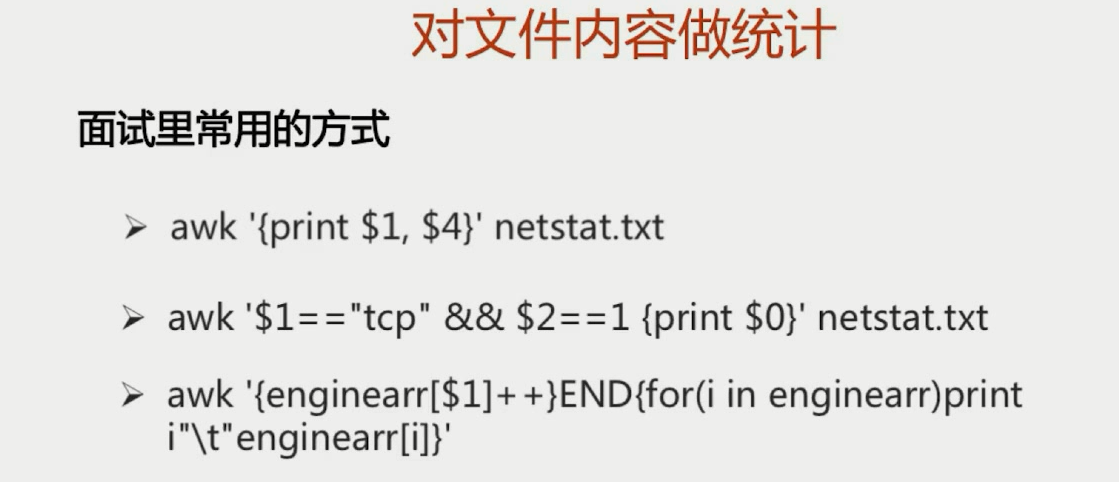 对文件内容做统计
面试里常用的方式
➢ awk '{print $1, $4}' netstat.txt
➢ awk '$1=="tcp" && $2==1 {print $0}' netstat.txt
➢ awk '{enginearr[$1]++}END{for(i in enginearr)print
i"\t"enginearr[i]}'